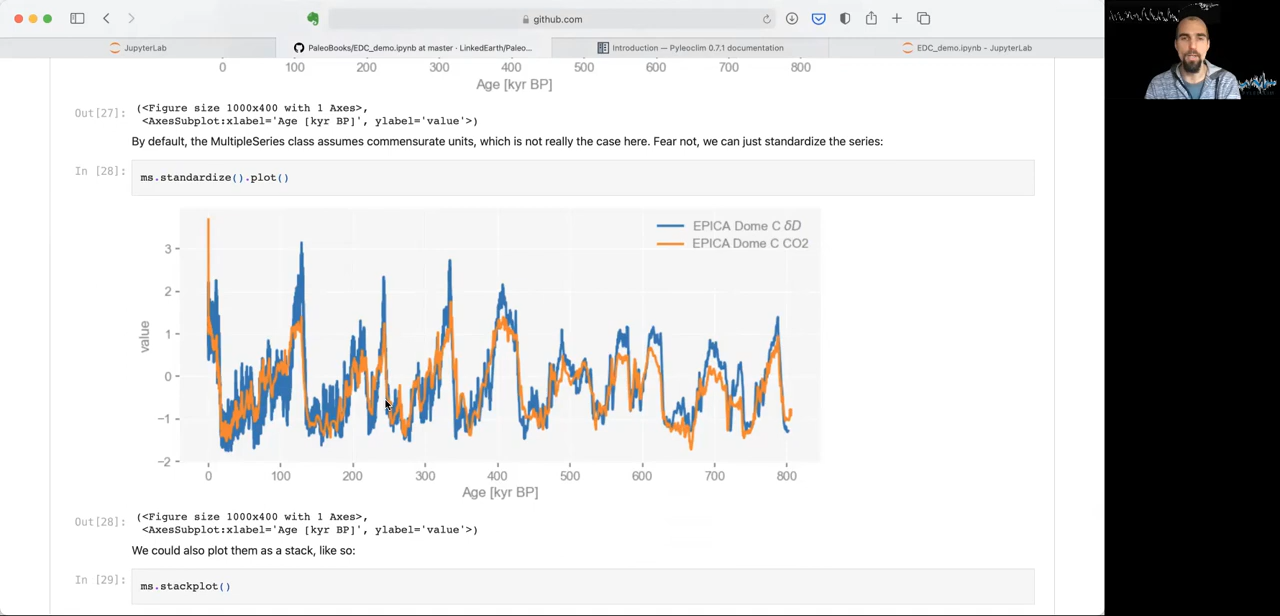 github.com
JupyterLab
PaleoBooks/EDC_demo.ipynb at master · LinkedEarth/Paleo...
Introduction — Pyleoclim 0.7.1 documentation
EDC_demo.ipynb - JupyterLab
0 100 200 300 400 500 600 700 800
Age [kyr BP]
Out[27]: (<Figure size 1000x400 with 1 Axes>,
<AxesSubplot:xlabel='Age [kyr BP]', ylabel='value'>)
By default, the MultipleSeries class assumes commensurate units, which is not really the case here. Fear not, we can just standardize the series:
In [28]: ms.standardize().plot()
EPICA Dome C δD
EPICA Dome C CO2
3
2
1
0
−1
−2
value
0 100 200 300 400 500 600 700 800
Age [kyr BP]
Out[28]: (<Figure size 1000x400 with 1 Axes>,
<AxesSubplot:xlabel='Age [kyr BP]', ylabel='value'>)
We could also plot them as a stack, like so:
In [29]: ms.stackplot()